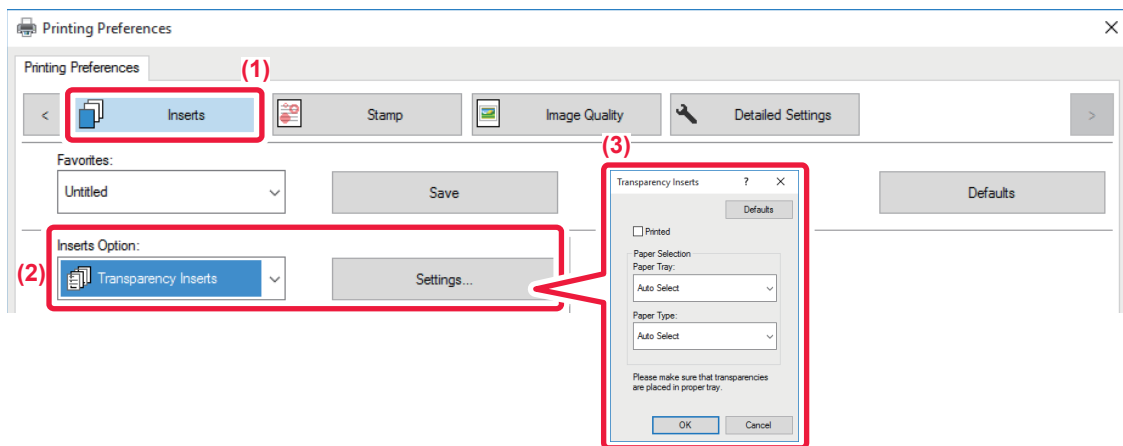 Printing Preferences
Printing Preferences
(1)
< Inserts Stamp Image Quality Detailed Settings >
Favorites:
Untitled Save Defaults
Inserts Option:
(2) Transparency Inserts Settings...
(3)
Transparency Inserts ? ×
Defaults
Printed
Paper Selection
Paper Tray:
Auto Select
Paper Type:
Auto Select
Please make sure that transparencies
are placed in proper tray.
OK Cancel